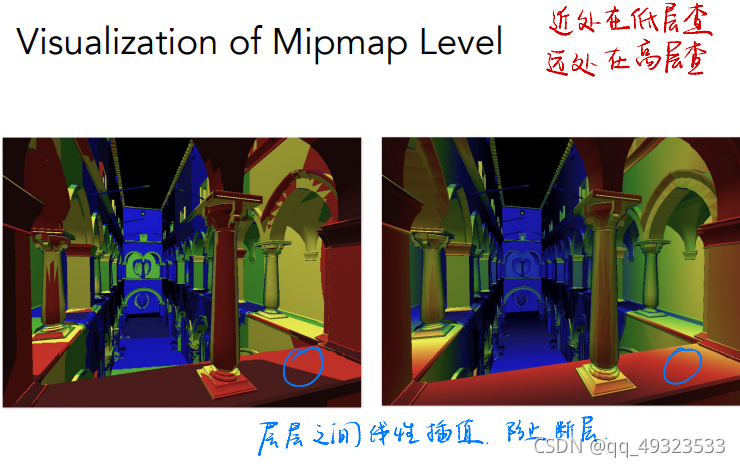 Visualization of Mipmap Level
近处在低层查
远处在高层查
层层之间线性插值. 防止断层.
CSDN @qq_49323533